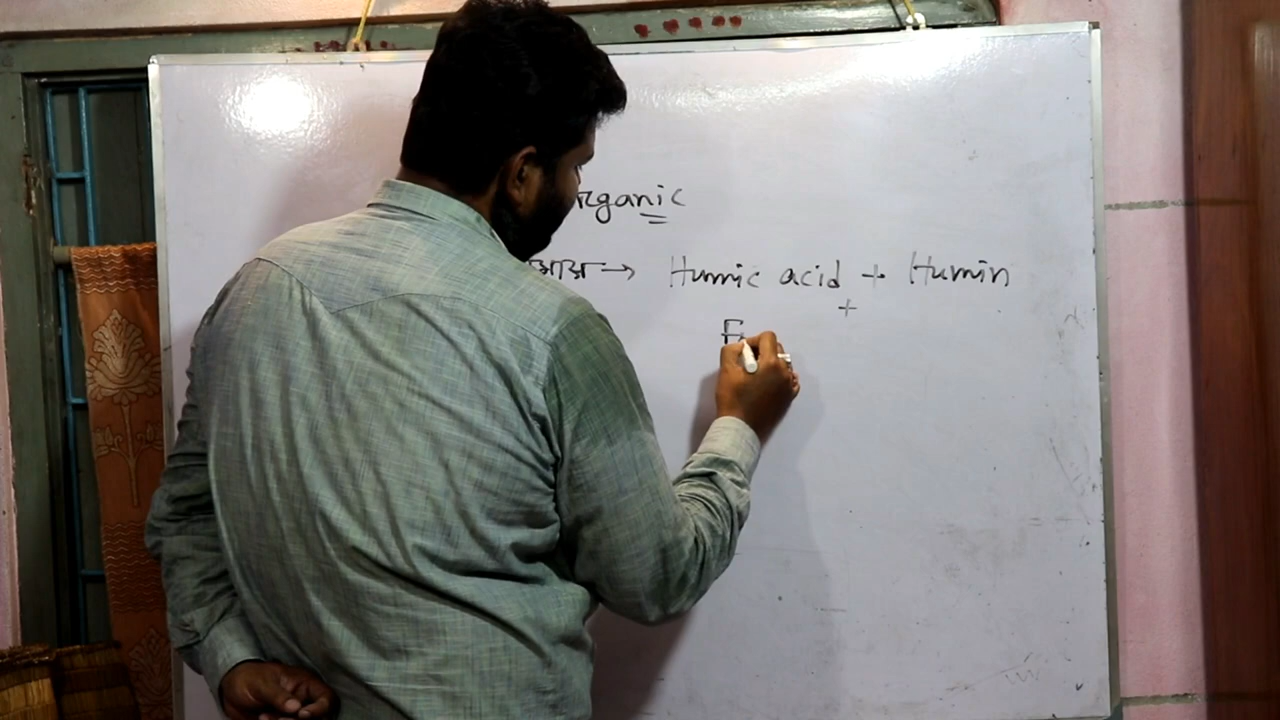 rganic
→ Humic acid + Humin
+
F